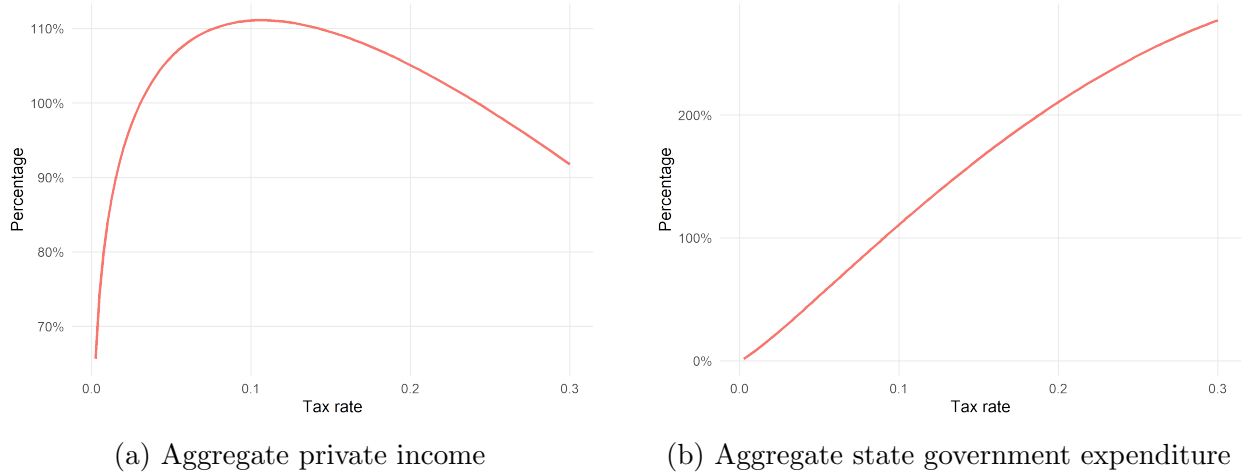 110%
100%
90%
80%
70%
Percentage
0.0
0.1
0.2
0.3
Tax rate
(a) Aggregate private income
200%
100%
0%
Percentage
0.0
0.1
0.2
0.3
Tax rate
(b) Aggregate state government expenditure